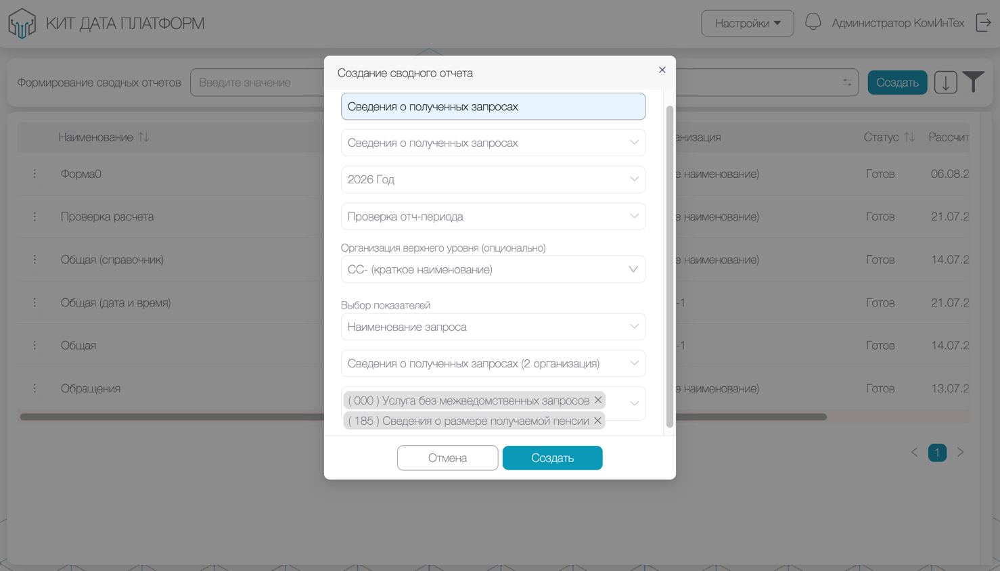 КИТ ДАТА ПЛАТФОРМ
Настройки
Администратор КомИнТех
Формирование сводных отчетов
Введите значение
Создать
Создание сводного отчета
Сведения о полученных запросах
Сведения о полученных запросах
2026 Год
Проверка отч-периода
Организация верхнего уровня (опционально)
СС- (краткое наименование)
Выбор показателей
Наименование запроса
Сведения о полученных запросах (2 организация)
( 000 ) Услуга без межведомственных запросов
( 185 ) Сведения о размере получаемой пенсии
Отмена
Создать
Наименование
анизация
Статус
Рассчит
Форма0
е наименование)
Готов
06.08.2
Проверка расчета
е наименование)
Готов
21.07.2
Общая (справочник)
е наименование)
Готов
14.07.2
Общая (дата и время)
-1
Готов
21.07.2
Общая
-1
Готов
14.07.2
Обращения
е наименование)
Готов
13.07.2
1